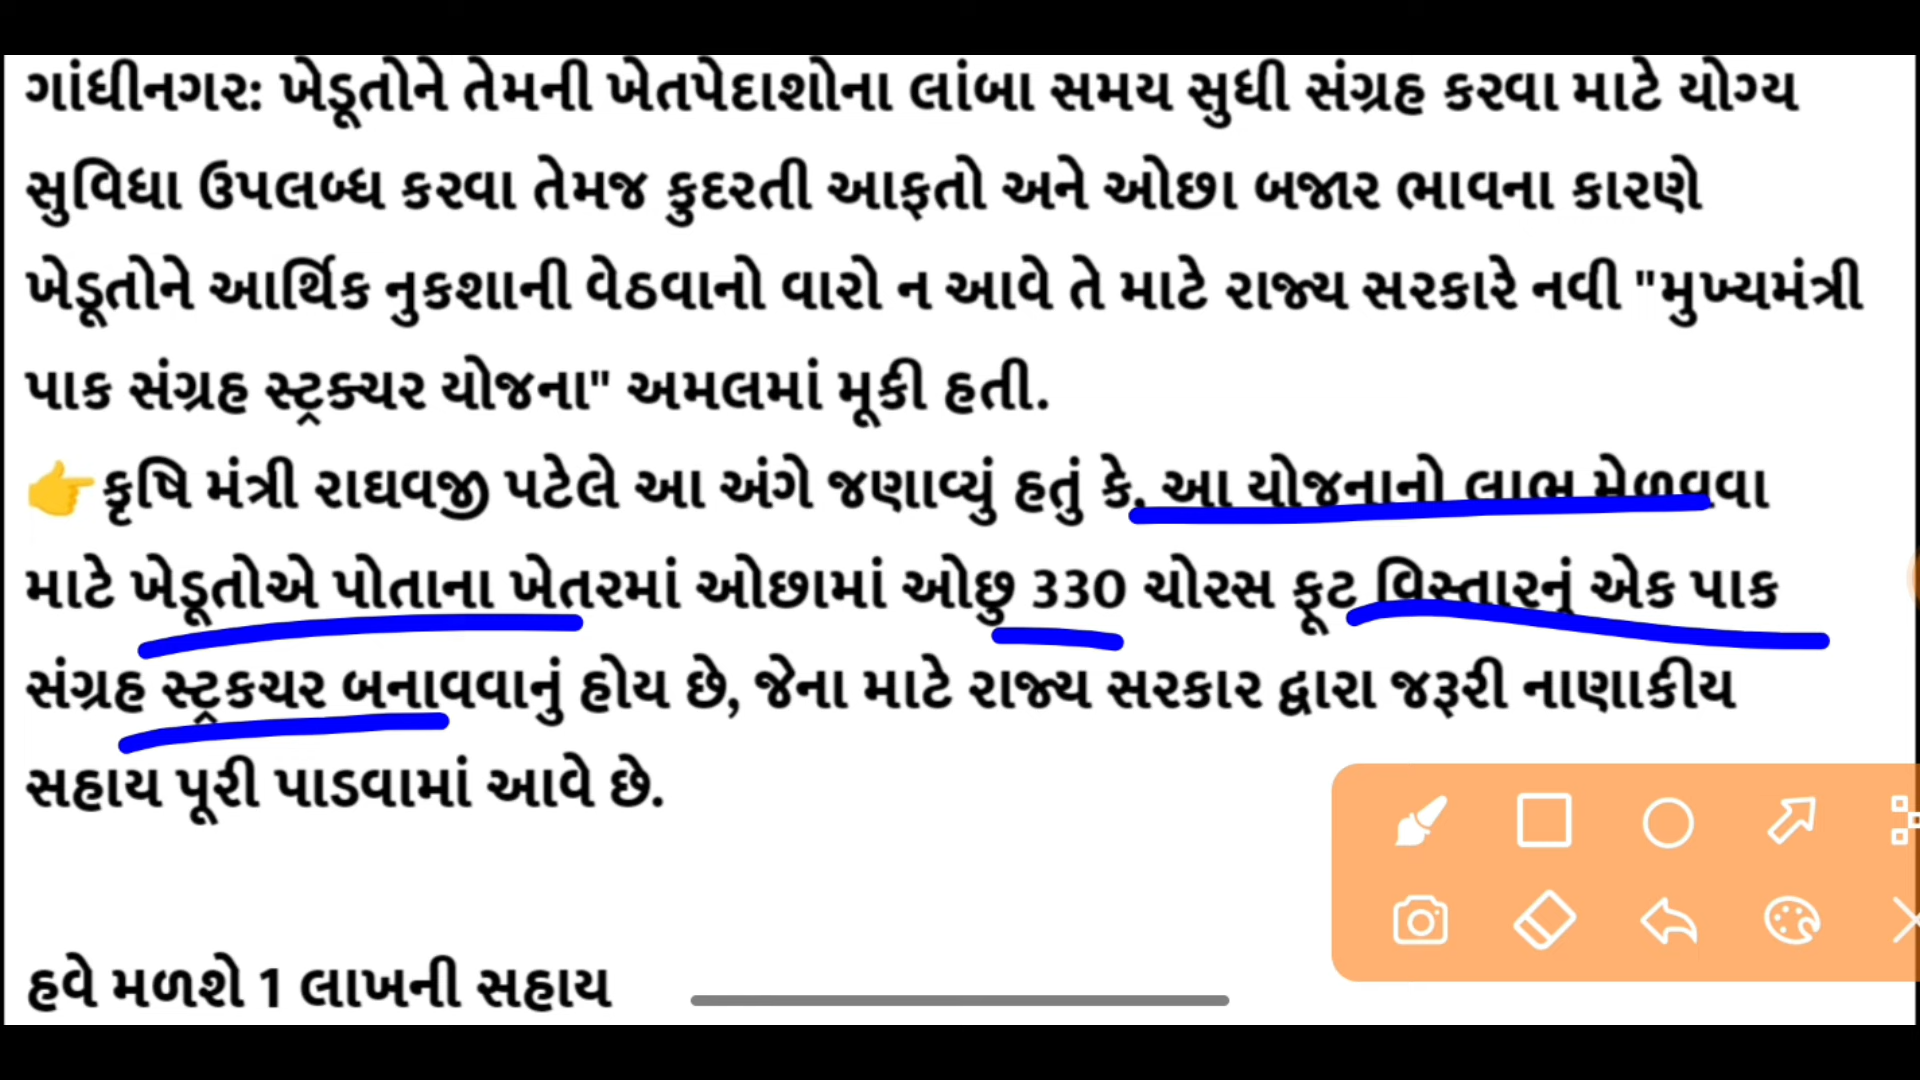 ગાંધીનગર: ખેડૂતોને તેમની ખેતપેદાશોના લાંબા સમય સુધી સંગ્રહ કરવા માટે યોગ્ય
સુવિધા ઉપલબ્ધ કરવા તેમજ કુદરતી આફતો અને ઓછા બજાર ભાવના કારણે
ખેડૂતોને આર્થિક નુકશાની વેઠવાનો વારો ન આવે તે માટે રાજ્ય સરકારે નવી "મુખ્યમંત્રી
પાક સંગ્રહ સ્ટ્રક્ચર યોજના" અમલમાં મૂકી હતી.
👉કૃષિ મંત્રી રાઘવજી પટેલે આ અંગે જણાવ્યું હતું કે, આ યોજનાનો લાભ મેળવવા
માટે ખેડૂતોએ પોતાના ખેતરમાં ઓછામાં ઓછુ 330 ચોરસ ફૂટ વિસ્તારનું એક પાક
સંગ્રહ સ્ટ્રકચર બનાવવાનું હોય છે, જેના માટે રાજ્ય સરકાર દ્વારા જરૂરી નાણાકીય
સહાય પૂરી પાડવામાં આવે છે.
હવે મળશે 1 લાખની સહાય